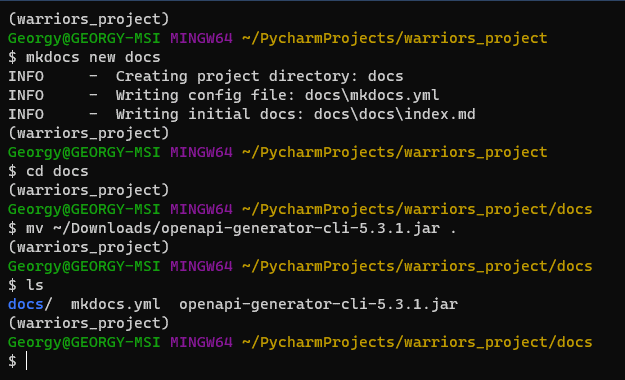 (warriors_project)
Georgy@GEORGY-MSI MINGW64 ~/PycharmProjects/warriors_project
$ mkdocs new docs
INFO     -  Creating project directory: docs
INFO     -  Writing config file: docs\mkdocs.yml
INFO     -  Writing initial docs: docs\docs\index.md
(warriors_project)
Georgy@GEORGY-MSI MINGW64 ~/PycharmProjects/warriors_project
$ cd docs
(warriors_project)
Georgy@GEORGY-MSI MINGW64 ~/PycharmProjects/warriors_project/docs
$ mv ~/Downloads/openapi-generator-cli-5.3.1.jar .
(warriors_project)
Georgy@GEORGY-MSI MINGW64 ~/PycharmProjects/warriors_project/docs
$ ls
docs/  mkdocs.yml  openapi-generator-cli-5.3.1.jar
(warriors_project)
Georgy@GEORGY-MSI MINGW64 ~/PycharmProjects/warriors_project/docs
$